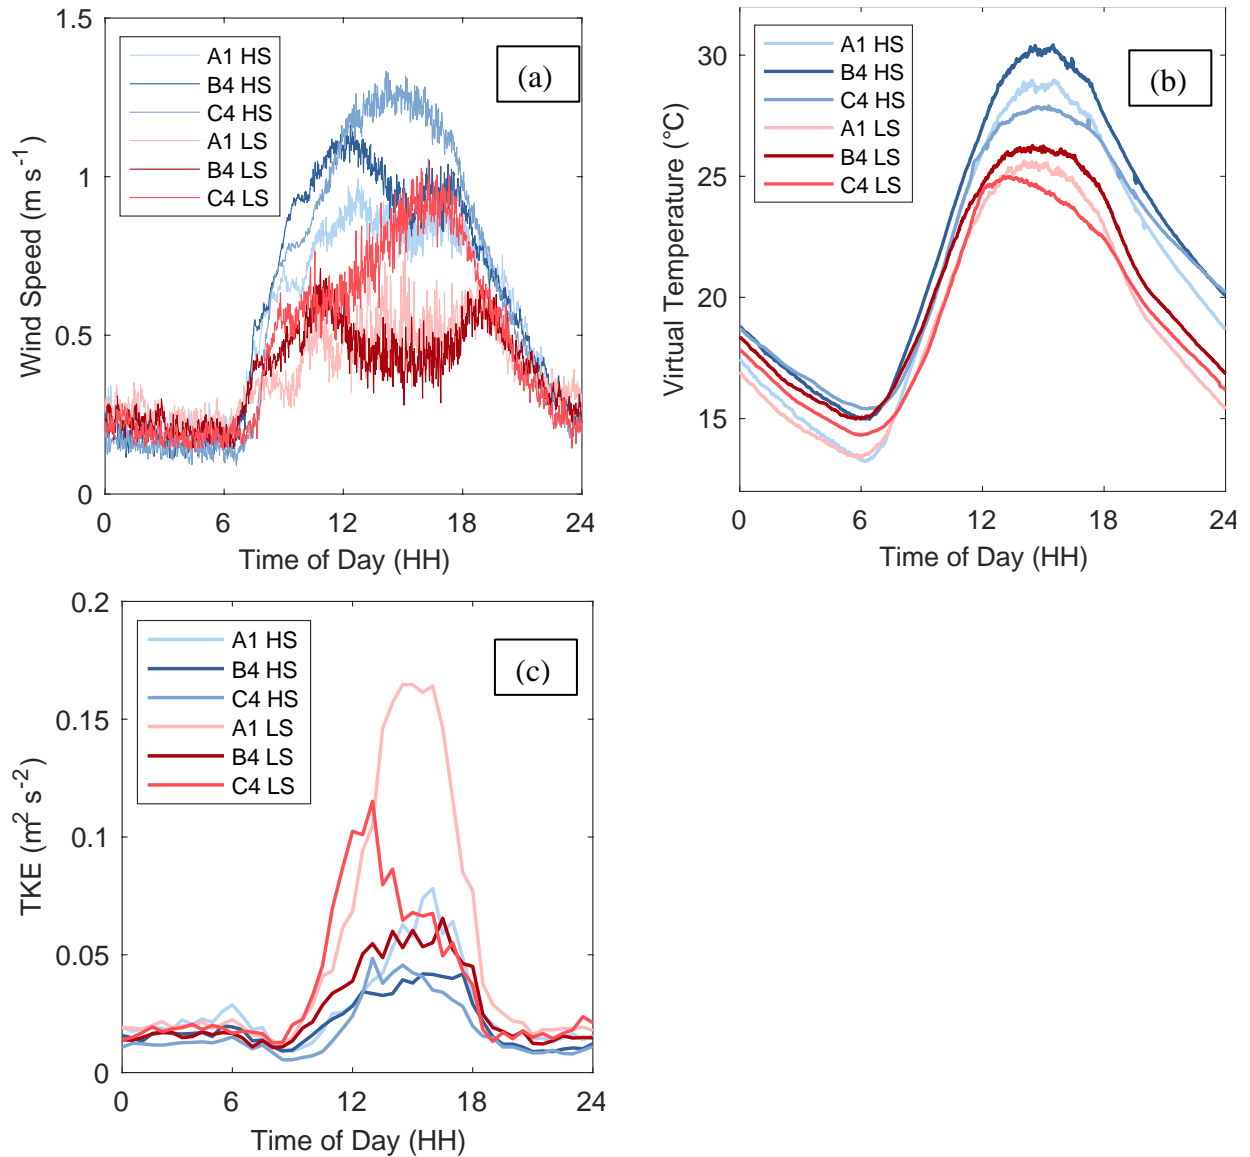 1.5
1
0.5
0
Wind Speed (m s⁻¹)
A1 HS
B4 HS
C4 HS
A1 LS
B4 LS
C4 LS
(a)
0 6 12 18 24
Time of Day (HH)
30
25
20
15
Virtual Temperature (°C)
A1 HS
B4 HS
C4 HS
A1 LS
B4 LS
C4 LS
(b)
0 6 12 18 24
Time of Day (HH)
0.2
0.15
0.1
0.05
0
TKE (m² s⁻²)
A1 HS
B4 HS
C4 HS
A1 LS
B4 LS
C4 LS
(c)
0 6 12 18 24
Time of Day (HH)